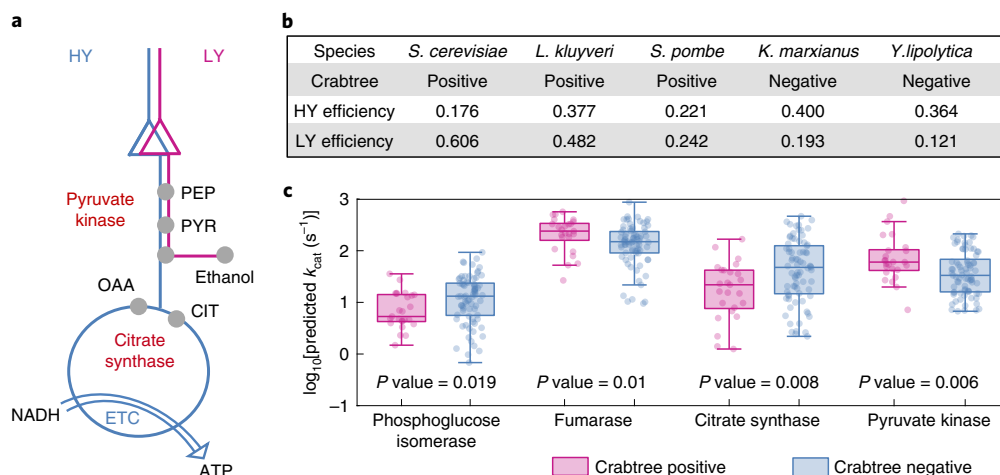 a
HY
LY
PEP
Pyruvate
kinase
PYR
Ethanol
OAA
CIT
Citrate
synthase
NADH
ETC
ATP
b
Species S. cerevisiae L. kluyveri S. pombe K. marxianus Y.lipolytica
Crabtree Positive Positive Positive Negative Negative
HY efficiency 0.176 0.377 0.221 0.400 0.364
LY efficiency 0.606 0.482 0.242 0.193 0.121
c
log10[predicted kcat (s−1)]
3
2
1
0
−1
P value = 0.019 P value = 0.01 P value = 0.008 P value = 0.006
Phosphoglucose
isomerase
Fumarase
Citrate synthase
Pyruvate kinase
Crabtree positive
Crabtree negative